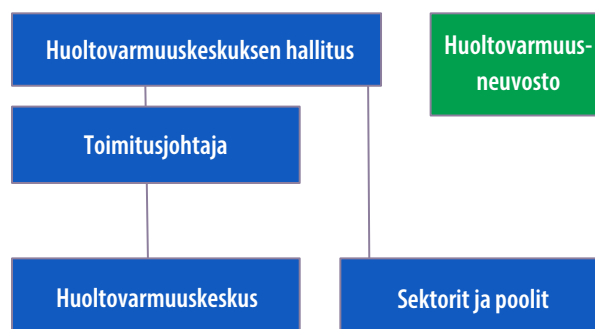 Huoltovarmuuskeskuksen hallitus
Huoltovarmuus-
neuvosto
Toimitusjohtaja
Huoltovarmuuskeskus
Sektorit ja poolit